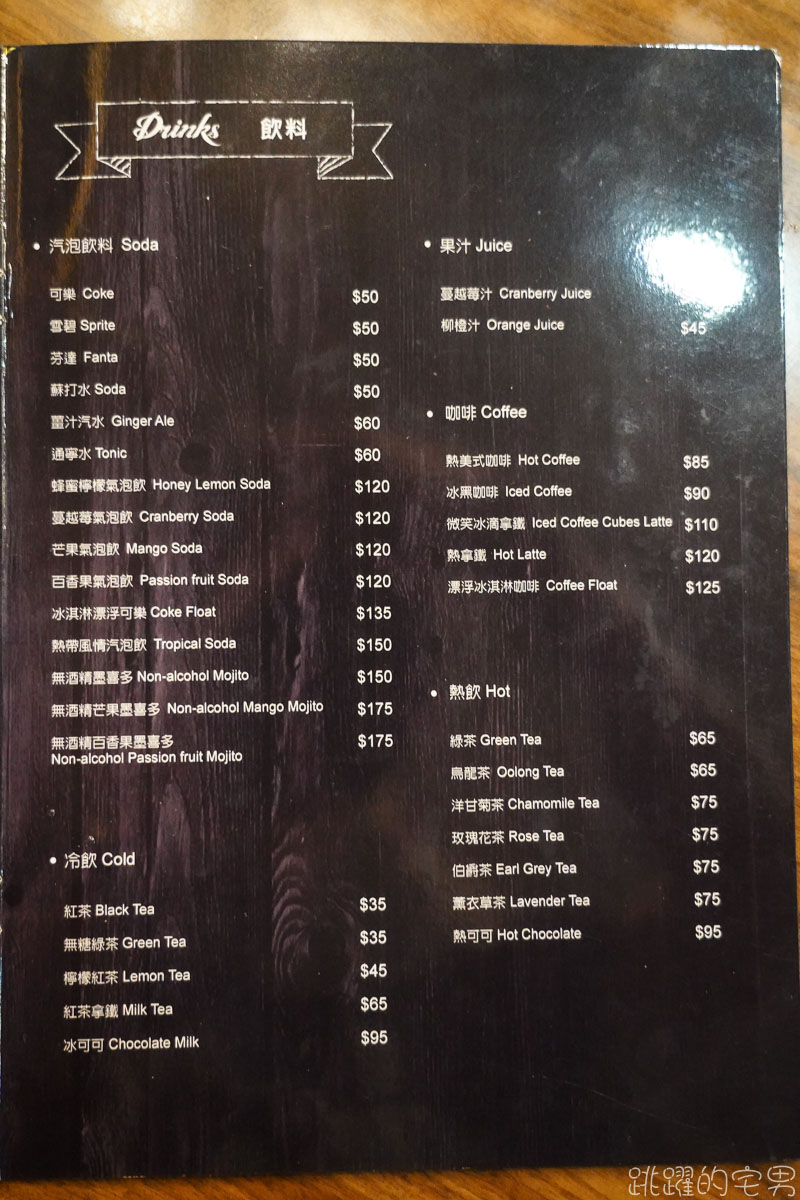 Drinks 飲料
• 汽泡飲料 Soda
可樂 Coke $50
雪碧 Sprite $50
芬達 Fanta $50
蘇打水 Soda $50
薑汁汽水 Ginger Ale $60
通寧水 Tonic $60
蜂蜜檸檬氣泡飲 Honey Lemon Soda $120
蔓越莓氣泡飲 Cranberry Soda $120
芒果氣泡飲 Mango Soda $120
百香果氣泡飲 Passion fruit Soda $120
冰淇淋漂浮可樂 Coke Float $135
熱帶風情汽泡飲 Tropical Soda $150
無酒精墨喜多 Non-alcohol Mojito $150
無酒精芒果墨喜多 Non-alcohol Mango Mojito $175
無酒精百香果墨喜多 $175
Non-alcohol Passion fruit Mojito
• 冷飲 Cold
紅茶 Black Tea $35
無糖綠茶 Green Tea $35
檸檬紅茶 Lemon Tea $45
紅茶拿鐵 Milk Tea $65
冰可可 Chocolate Milk $95
• 果汁 Juice
蔓越莓汁 Cranberry Juice
柳橙汁 Orange Juice $45
• 咖啡 Coffee
熱美式咖啡 Hot Coffee $85
冰黑咖啡 Iced Coffee $90
微笑冰滴拿鐵 Iced Coffee Cubes Latte $110
熱拿鐵 Hot Latte $120
漂浮冰淇淋咖啡 Coffee Float $125
• 熱飲 Hot
綠茶 Green Tea $65
烏龍茶 Oolong Tea $65
洋甘菊茶 Chamomile Tea $75
玫瑰花茶 Rose Tea $75
伯爵茶 Earl Grey Tea $75
薰衣草茶 Lavender Tea $75
熱可可 Hot Chocolate $95
跳躍的宅男